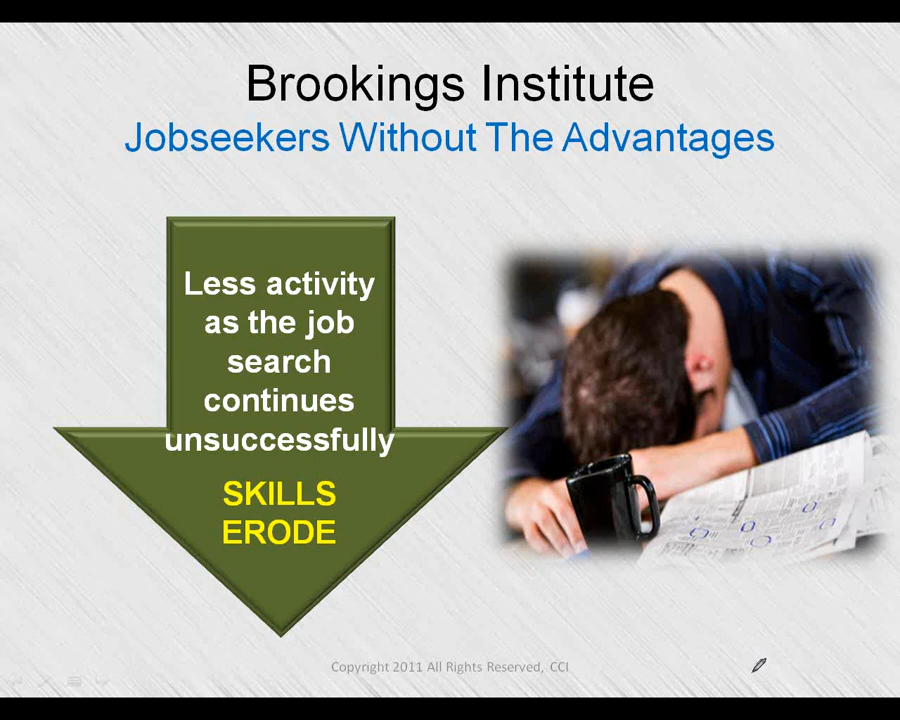 Brookings Institute
Jobseekers Without The Advantages
Less activity
as the job
search
continues
unsuccessfully
SKILLS
ERODE
Copyright 2011 All Rights Reserved, CCI